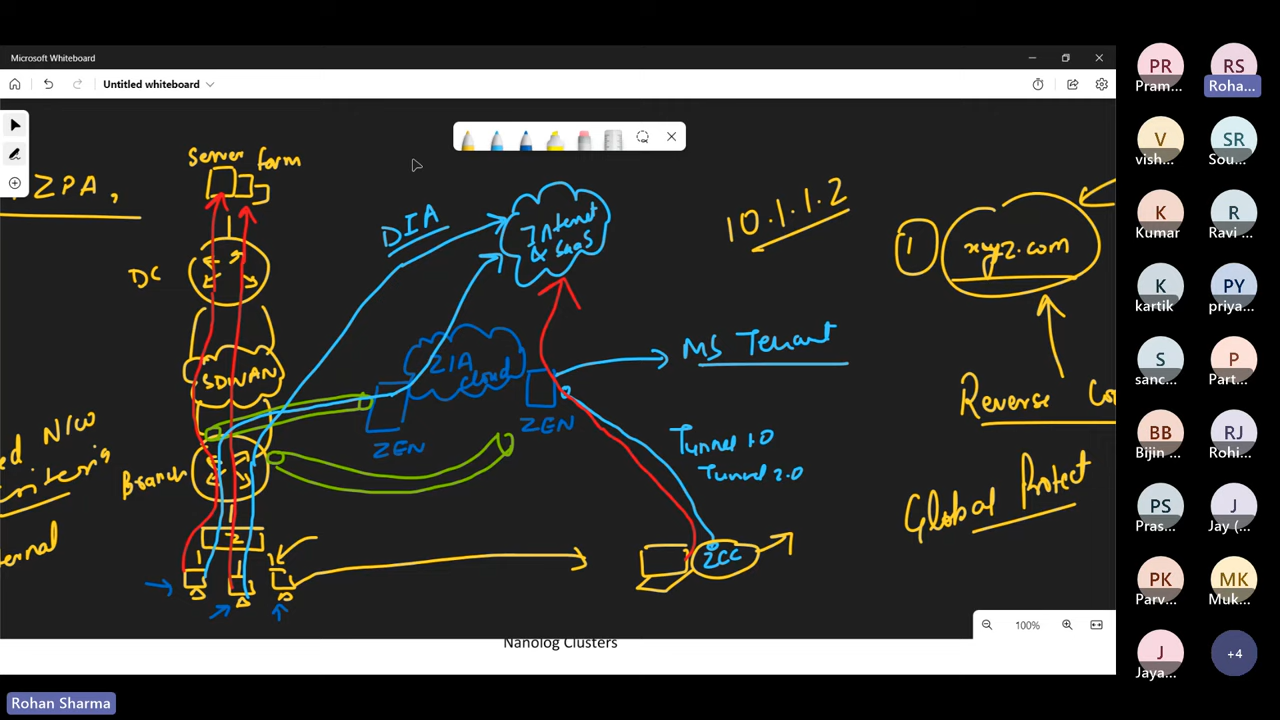 Microsoft Whiteboard
Untitled whiteboard
ZPA,
Server farm
DC
SDWAN
Branch
N/W
DIA
Internet
& SaaS
ZIA
cloud
ZEN
ZEN
10.1.1.2
MS Tenant
Tunnel 1.0
Tunnel 2.0
ZCC
1
xyz.com
Reverse Co
Global Protect
100%
Nanolog Clusters
Rohan Sharma
PR
Pram...
RS
Roha...
V
vish...
SR
Sou...
K
Kumar
R
Ravi ...
K
kartik
PY
priya...
S
sanc...
P
Part...
BB
Bijin ...
RJ
Rohi...
PS
Pras...
J
Jay (...
PK
Parv...
MK
Muk...
J
Jaya...
+4